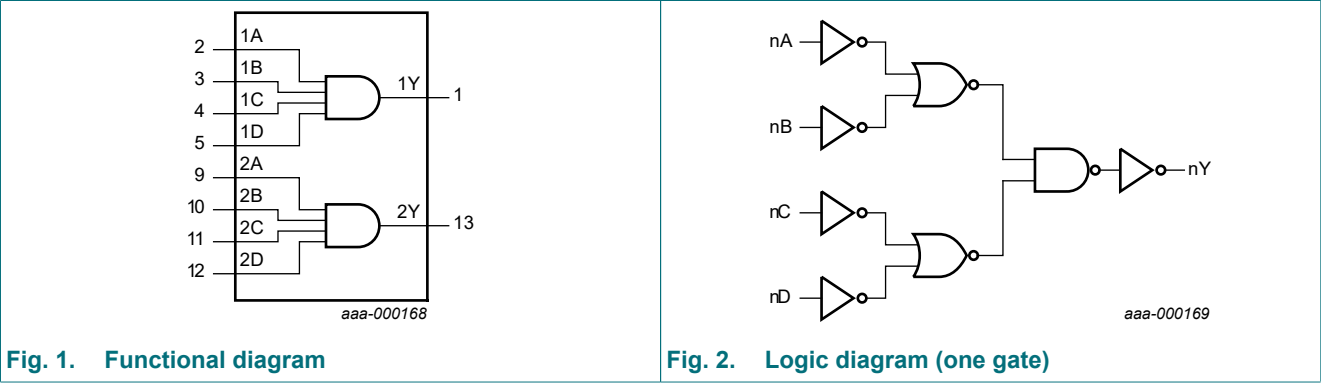 1A
2
1B
3
1Y
1
1C
4
1D
5
2A
9
2B
10
2Y
13
2C
11
2D
12
aaa-000168
Fig. 1. Functional diagram
nA
nB
nY
nC
nD
aaa-000169
Fig. 2. Logic diagram (one gate)